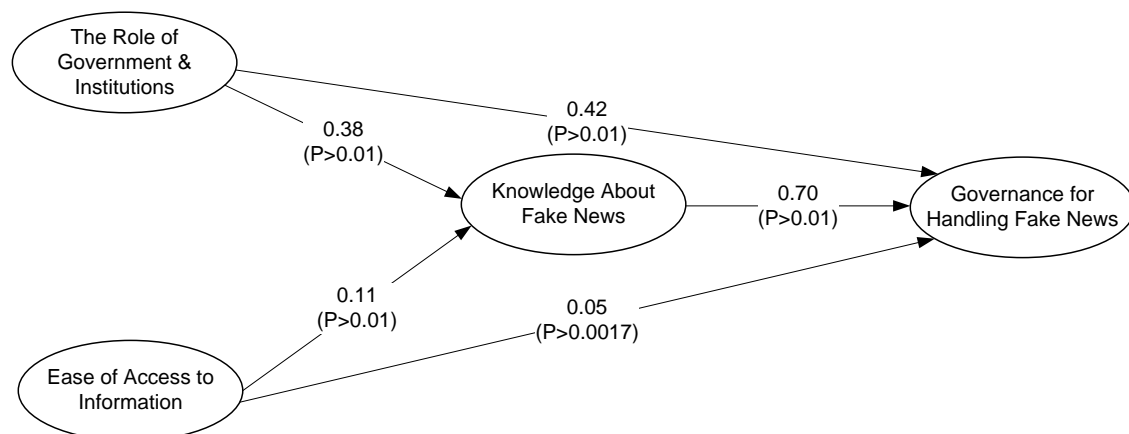 The Role of
Government &
Institutions
0.42
(P>0.01)
0.38
(P>0.01)
Knowledge About
Fake News
0.70
(P>0.01)
Governance for
Handling Fake News
0.11
(P>0.01)
0.05
(P>0.0017)
Ease of Access to
Information